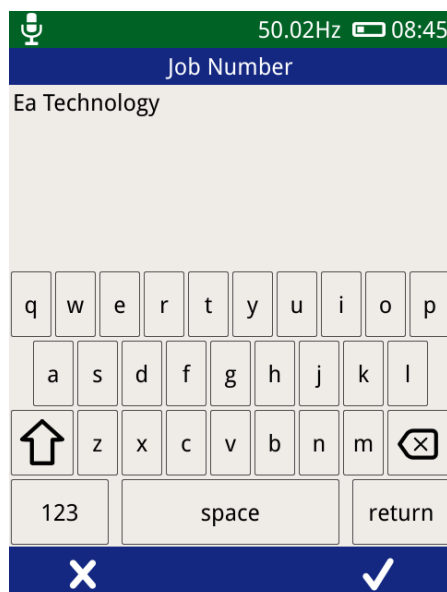 50.02Hz 08:45
Job Number
Ea Technology
q w e r t y u i o p
a s d f g h j k l
z x c v b n m
123 space return